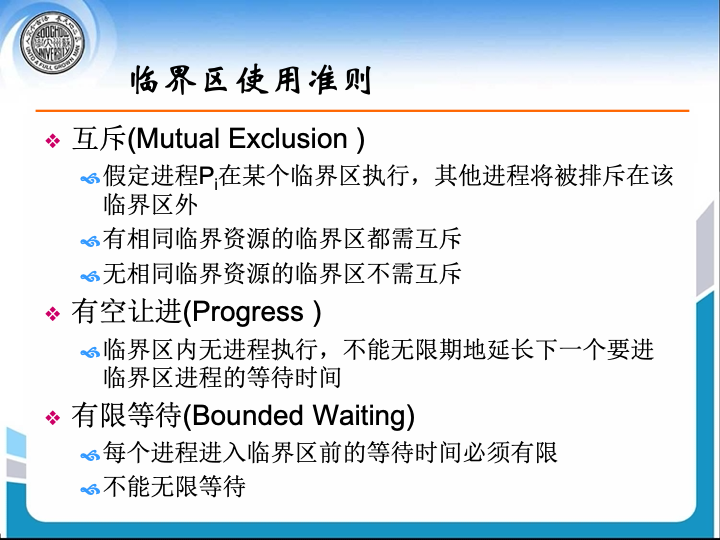 临界区使用准则
互斥(Mutual Exclusion )
假定进程Pi在某个临界区执行，其他进程将被排斥在该
临界区外
有相同临界资源的临界区都需互斥
无相同临界资源的临界区不需互斥
有空让进(Progress )
临界区内无进程执行，不能无限期地延长下一个要进
临界区进程的等待时间
有限等待(Bounded Waiting)
每个进程进入临界区前的等待时间必须有限
不能无限等待